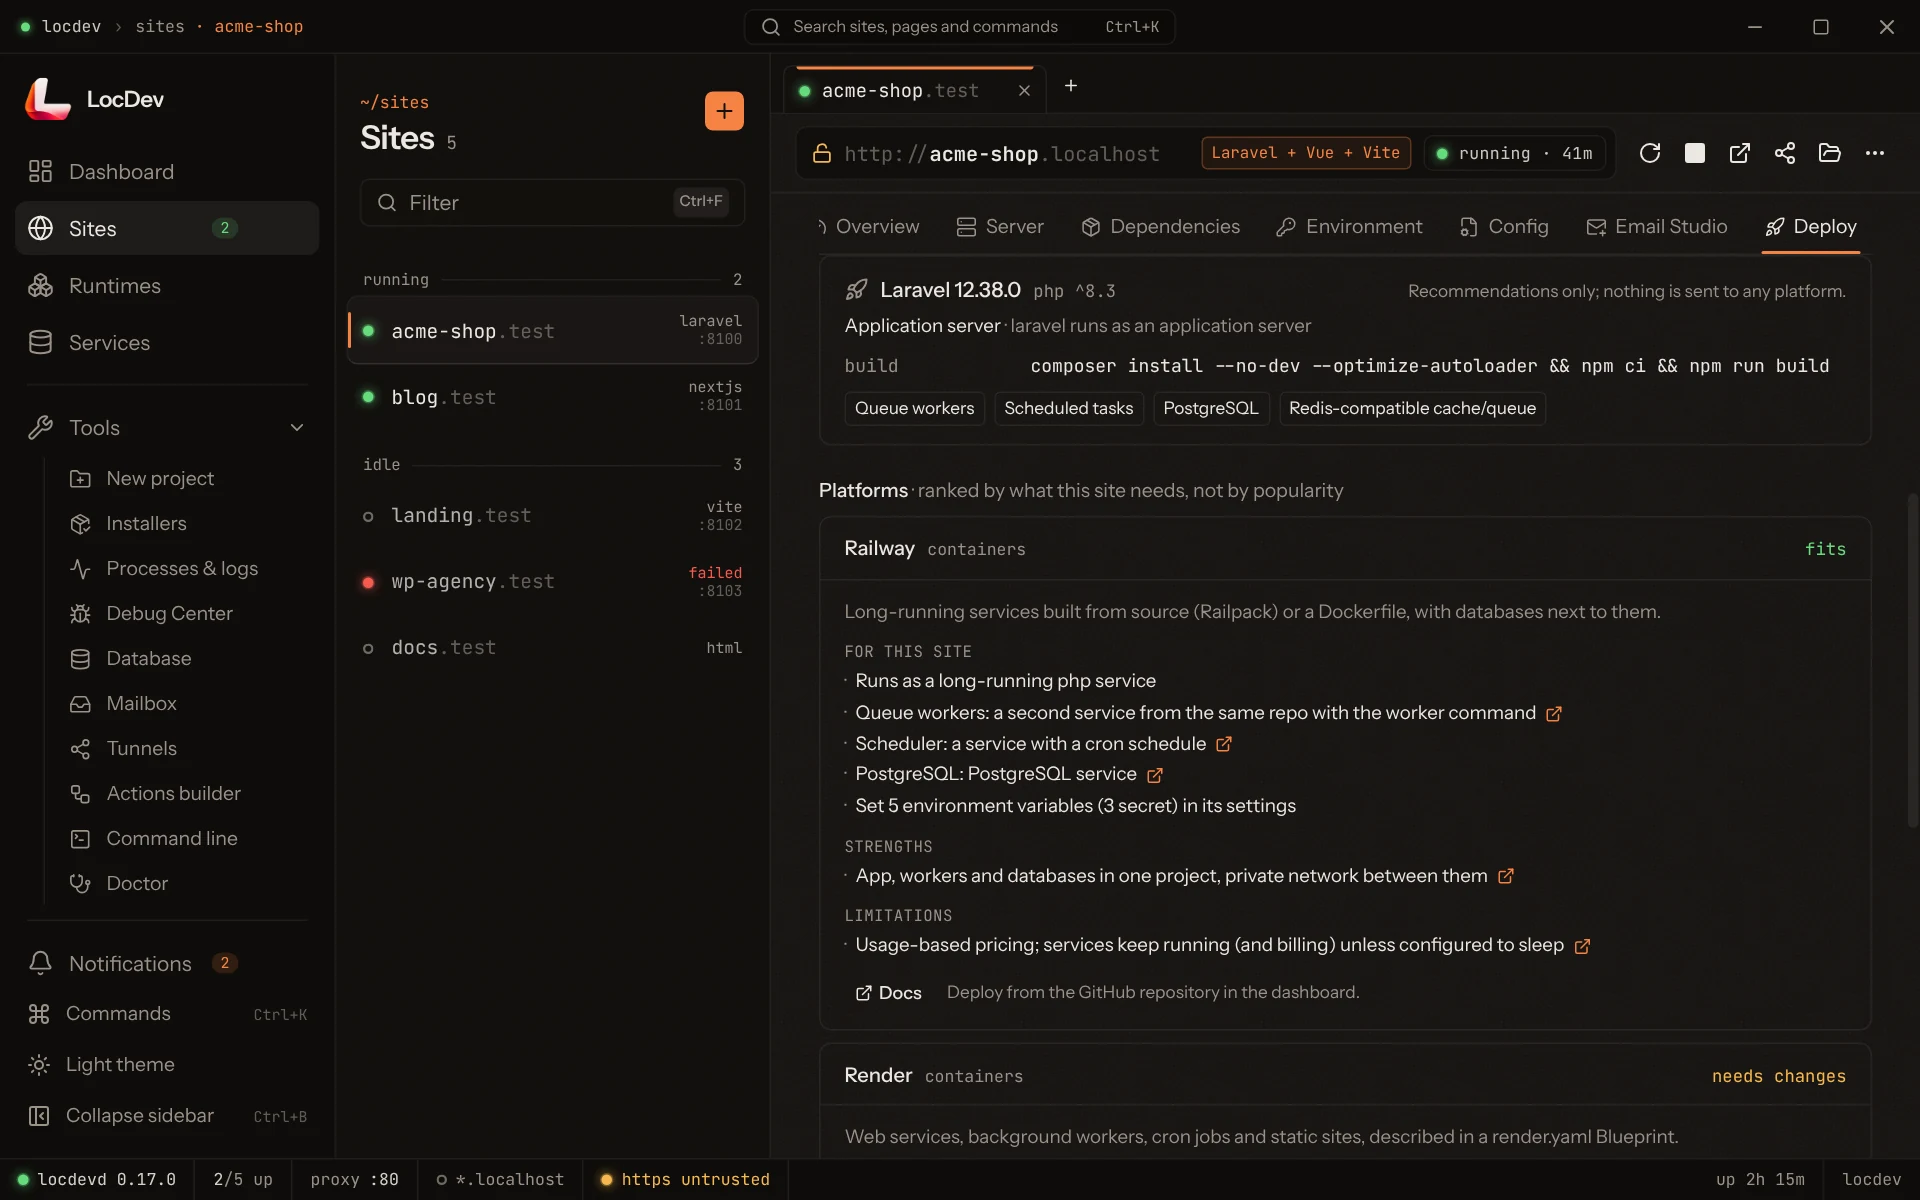 locdev › sites · acme-shop
Search sites, pages and commands Ctrl+K
LocDev
Dashboard
Sites 2
Runtimes
Services
Tools
New project
Installers
Processes & logs
Debug Center
Database
Mailbox
Tunnels
Actions builder
Command line
Doctor
Notifications 2
Commands Ctrl+K
Light theme
Collapse sidebar Ctrl+B
~/sites
Sites 5
Filter Ctrl+F
running 2
acme-shop.test laravel :8100
blog.test nextjs :8101
idle 3
landing.test vite :8102
wp-agency.test failed :8103
docs.test html
acme-shop.test
http://acme-shop.localhost Laravel + Vue + Vite running · 41m
Overview Server Dependencies Environment Config Email Studio Deploy
Laravel 12.38.0 php ^8.3 Recommendations only; nothing is sent to any platform.
Application server · laravel runs as an application server
build composer install --no-dev --optimize-autoloader && npm ci && npm run build
Queue workers Scheduled tasks PostgreSQL Redis-compatible cache/queue
Platforms · ranked by what this site needs, not by popularity
Railway containers fits
Long-running services built from source (Railpack) or a Dockerfile, with databases next to them.
FOR THIS SITE
· Runs as a long-running php service
· Queue workers: a second service from the same repo with the worker command
· Scheduler: a service with a cron schedule
· PostgreSQL: PostgreSQL service
· Set 5 environment variables (3 secret) in its settings
STRENGTHS
· App, workers and databases in one project, private network between them
LIMITATIONS
· Usage-based pricing; services keep running (and billing) unless configured to sleep
Docs Deploy from the GitHub repository in the dashboard.
Render containers needs changes
Web services, background workers, cron jobs and static sites, described in a render.yaml Blueprint.
locdevd 0.17.0 2/5 up proxy :80 *.localhost https untrusted up 2h 15m locdev